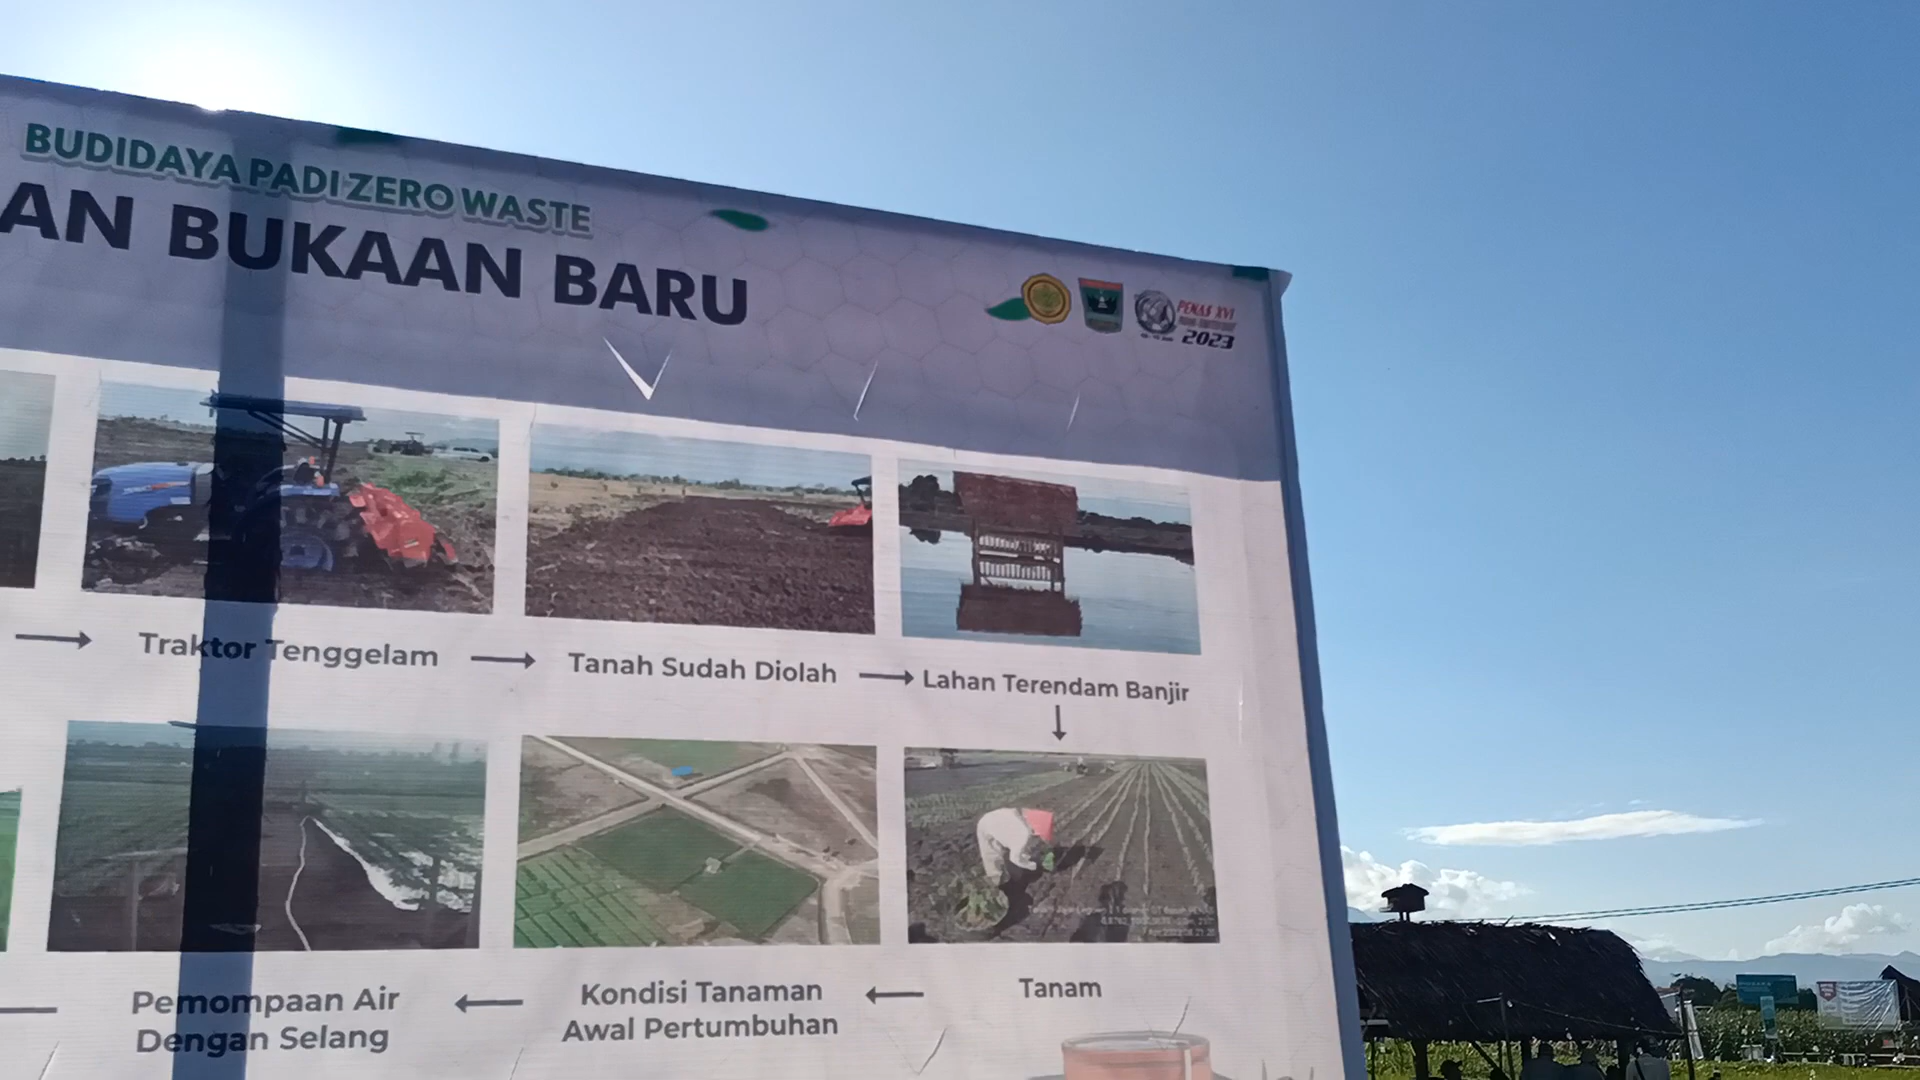 BUDIDAYA PADI ZERO WASTE
AN BUKAAN BARU
PENAS XVI
2023
Traktor Tenggelam
Tanah Sudah Diolah
Lahan Terendam Banjir
Pemompaan Air
Dengan Selang
Kondisi Tanaman
Awal Pertumbuhan
Tanam